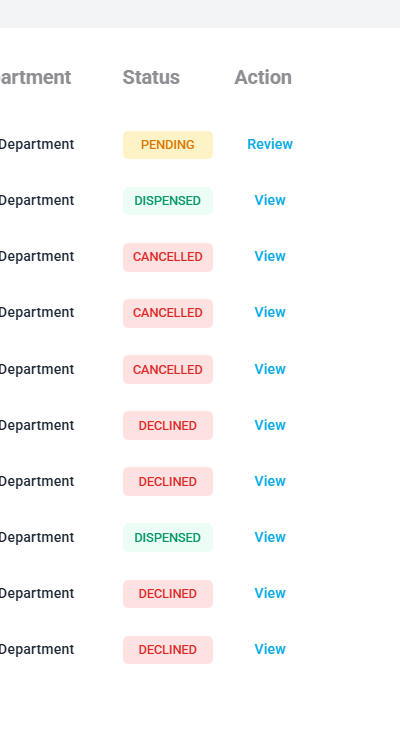 artment Status Action
Department PENDING Review
Department DISPENSED View
Department CANCELLED View
Department CANCELLED View
Department CANCELLED View
Department DECLINED View
Department DECLINED View
Department DISPENSED View
Department DECLINED View
Department DECLINED View